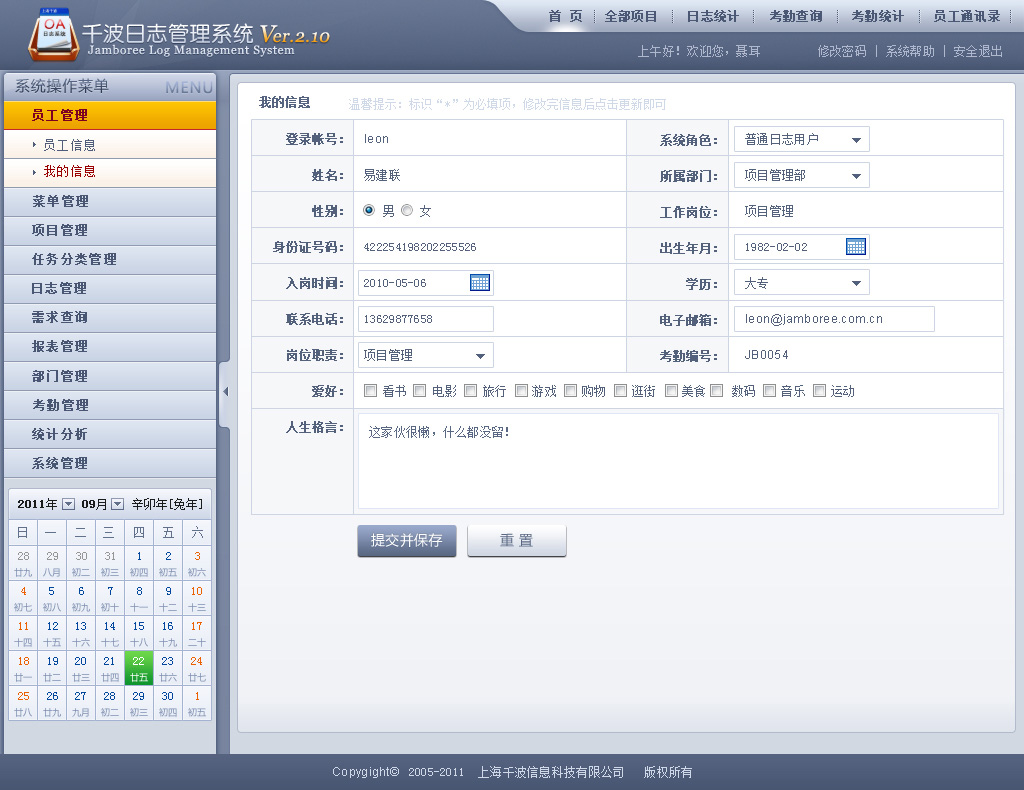 首 页 全部项目 日志统计 考勤查询 考勤统计 员工通讯录
上海千波
OA
日志系统
千波日志管理系统 Ver.2.10
Jamboree Log Management System
上午好！欢迎您，聂耳 修改密码 | 系统帮助 | 安全退出
系统操作菜单 MENU
员工管理
员工信息
我的信息
菜单管理
项目管理
任务分类管理
日志管理
需求查询
报表管理
部门管理
考勤管理
统计分析
系统管理
2011年 09月 辛卯年[兔年]
日 一 二 三 四 五 六
28 29 30 31 1 2 3
廿九 八月 初二 初三 初四 初五 初六
4 5 6 7 8 9 10
初七 初八 初九 初十 十一 十二 十三
11 12 13 14 15 16 17
十四 十五 十六 十七 十八 十九 二十
18 19 20 21 22 23 24
廿一 廿二 廿三 廿四 廿五 廿六 廿七
25 26 27 28 29 30 1
廿八 廿九 九月 初二 初三 初四 初五
我的信息 温馨提示：标识“*”为必填项，修改完信息后点击更新即可
登录帐号： leon 系统角色： 普通日志用户
姓名： 易建联 所属部门： 项目管理部
性别： 男 女 工作岗位： 项目管理
身份证号码： 422254198202255526 出生年月： 1982-02-02
入岗时间： 2010-05-06 学历： 大专
联系电话： 13629877658 电子邮箱： leon@jamboree.com.cn
岗位职责： 项目管理 考勤编号： JB0054
爱好： 看书 电影 旅行 游戏 购物 逛街 美食 数码 音乐 运动
人生格言： 这家伙很懒，什么都没留！
提交并保存 重 置
Copygight© 2005-2011 上海千波信息科技有限公司 版权所有